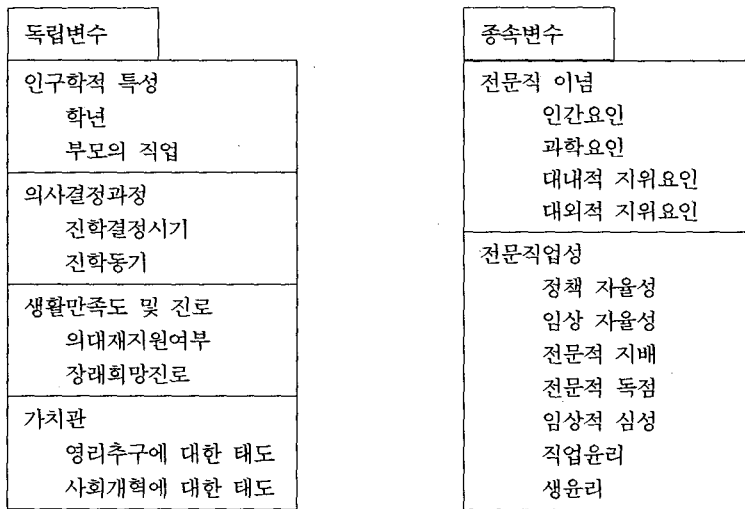 독립변수
인구학적 특성
학년
부모의 직업
의사결정과정
진학결정시기
진학동기
생활만족도 및 진로
의대재지원여부
장래희망진로
가치관
영리추구에 대한 태도
사회개혁에 대한 태도
종속변수
전문직 이념
인간요인
과학요인
대내적 지위요인
대외적 지위요인
전문직업성
정책 자율성
임상 자율성
전문적 지배
전문적 독점
임상적 심성
직업윤리
생윤리